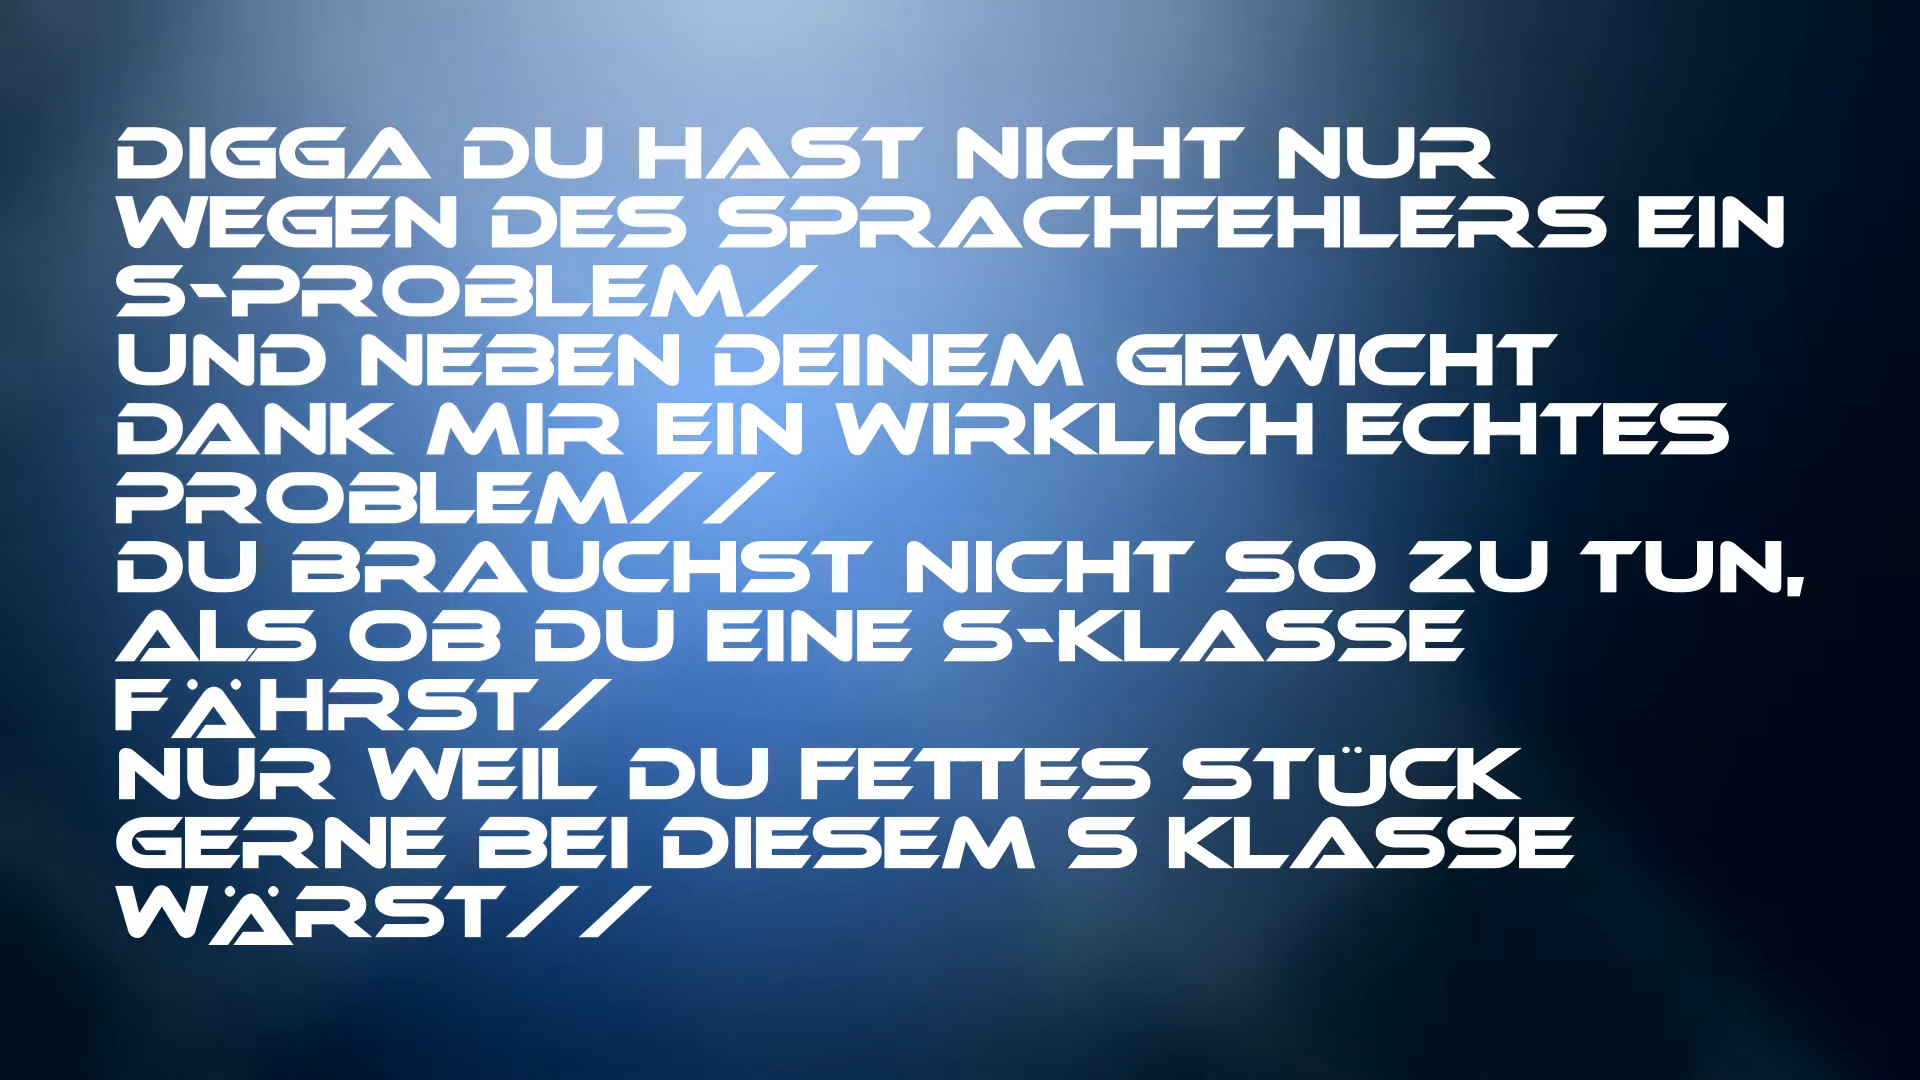 DIGGA DU HAST NICHT NUR
WEGEN DES SPRACHFEHLERS EIN
S-PROBLEM/
UND NEBEN DEINEM GEWICHT
DANK MIR EIN WIRKLICH ECHTES
PROBLEM//
DU BRAUCHST NICHT SO ZU TUN,
ALS OB DU EINE S-KLASSE
FÄHRST/
NUR WEIL DU FETTES STÜCK
GERNE BEI DIESEM S KLASSE
WÄRST//